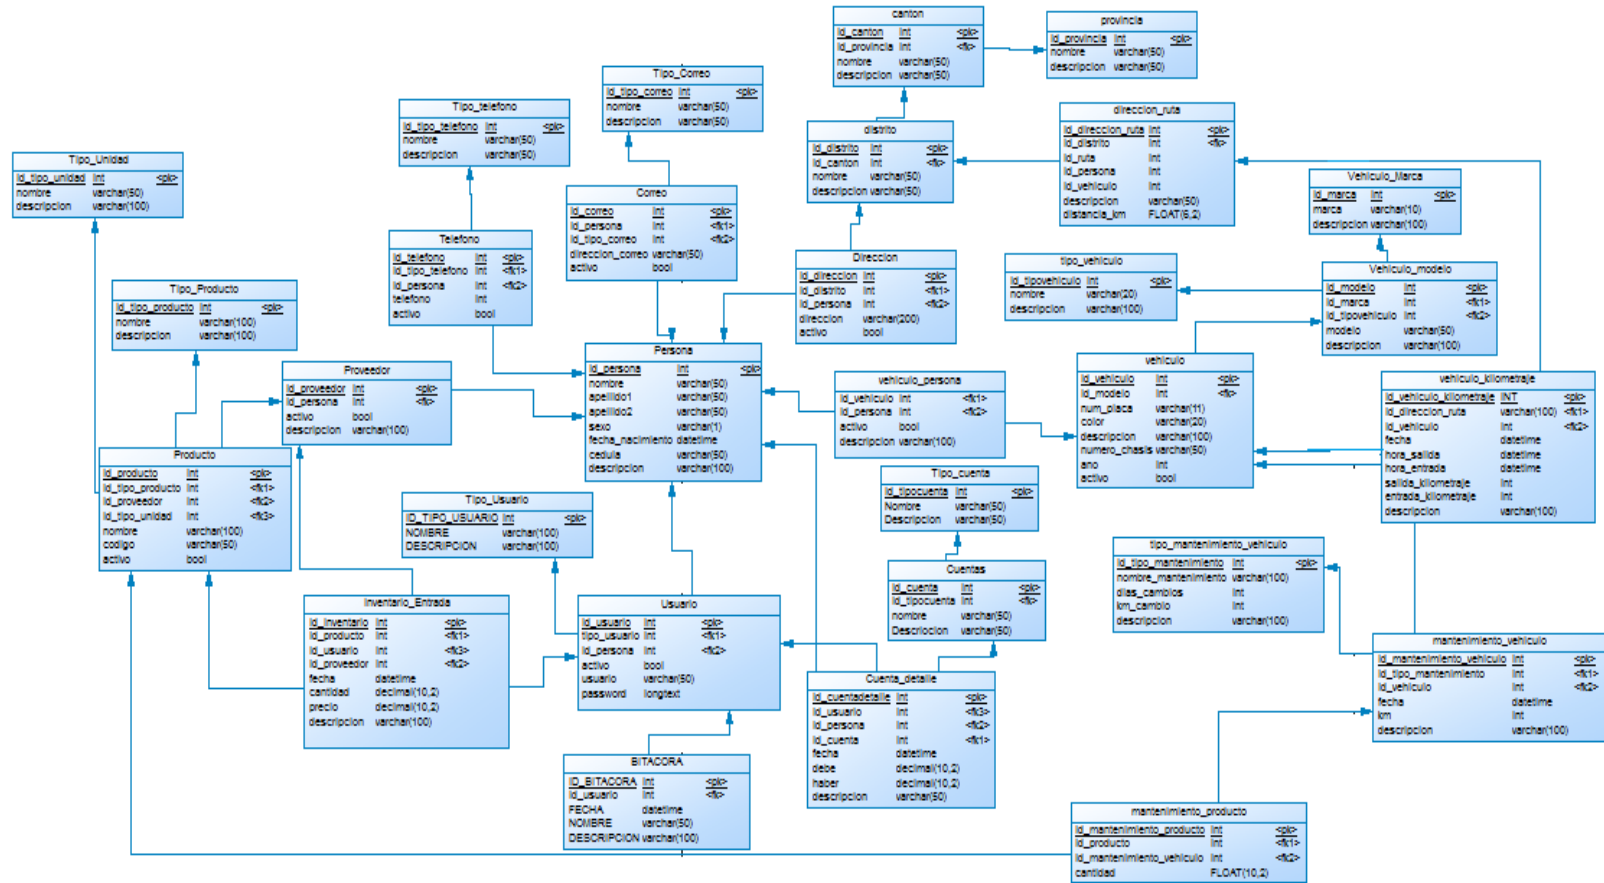 canton
id_canton int <pk>
id_provincia int <fk>
nombre varchar(50)
descripcion varchar(50)
provincia
id_provincia int <pk>
nombre varchar(50)
descripcion varchar(50)
Tipo_Correo
id_tipo_correo int <pk>
nombre varchar(50)
descripcion varchar(50)
Tipo_telefono
id_tipo_telefono int <pk>
nombre varchar(50)
descripcion varchar(50)
distrito
id_distrito int <pk>
id_canton int <fk>
nombre varchar(50)
descripcion varchar(50)
direccion_ruta
id_direccion_ruta int <pk>
id_distrito int <fk>
id_ruta int
id_persona int
id_vehiculo int
descripcion varchar(50)
distancia_km FLOAT(6,2)
Tipo_Unidad
id_tipo_unidad int <pk>
nombre varchar(50)
descripcion varchar(100)
Vehiculo_Marca
id_marca int <pk>
marca varchar(10)
descripcion varchar(100)
Correo
id_correo int <pk>
id_persona int <fk1>
id_tipo_correo int <fk2>
direccion_correo varchar(50)
activo bool
Telefono
id_telefono int <pk>
id_tipo_telefono int <fk1>
id_persona int <fk2>
telefono int
activo bool
Direccion
id_direccion int <pk>
id_distrito int <fk1>
id_persona int <fk2>
direccion varchar(200)
activo bool
tipo_vehiculo
id_tipovehiculo int <pk>
nombre varchar(20)
descripcion varchar(100)
Vehiculo_modelo
id_modelo int <pk>
id_marca int <fk1>
id_tipovehiculo int <fk2>
modelo varchar(50)
descripcion varchar(100)
Tipo_Producto
id_tipo_producto int <pk>
nombre varchar(100)
descripcion varchar(100)
Persona
id_persona int <pk>
nombre varchar(50)
apellido1 varchar(50)
apellido2 varchar(50)
sexo varchar(1)
fecha_nacimiento datetime
cedula varchar(50)
descripcion varchar(100)
Proveedor
id_proveedor int <pk>
id_persona int <fk>
activo bool
descripcion varchar(100)
vehiculo_persona
id_vehiculo int <fk1>
id_persona int <fk2>
activo bool
descripcion varchar(100)
vehiculo
id_vehiculo int <pk>
id_modelo int <fk>
num_placa varchar(11)
color varchar(20)
descripcion varchar(100)
numero_chasis varchar(50)
ano int
activo bool
vehiculo_kilometraje
id_vehiculo_kilometraje INT <pk>
id_direccion_ruta varchar(100) <fk1>
id_vehiculo int <fk2>
fecha datetime
hora_salida datetime
hora_entrada datetime
salida_kilometraje int
entrada_kilometraje int
descripcion varchar(100)
Producto
id_producto int <pk>
id_tipo_producto int <fk1>
id_proveedor int <fk2>
id_tipo_unidad int <fk3>
nombre varchar(100)
codigo varchar(50)
activo bool
Tipo_Usuario
ID_TIPO_USUARIO int <pk>
NOMBRE varchar(100)
DESCRIPCION varchar(100)
Tipo_cuenta
id_tipocuenta int <pk>
Nombre varchar(50)
Descripcion varchar(50)
tipo_mantenimiento_vehiculo
id_tipo_mantenimiento int <pk>
nombre_mantenimiento varchar(100)
dias_cambios int
km_cambio int
descripcion varchar(100)
Cuentas
id_cuenta int <pk>
id_tipocuenta int <fk>
nombre varchar(50)
Descriocion varchar(50)
Inventario_Entrada
id_inventario int <pk>
id_producto int <fk1>
id_usuario int <fk3>
id_proveedor int <fk2>
fecha datetime
cantidad decimal(10,2)
precio decimal(10,2)
descripcion varchar(100)
Usuario
id_usuario int <pk>
tipo_usuario int <fk1>
id_persona int <fk2>
activo bool
usuario varchar(50)
password longtext
mantenimiento_vehiculo
id_mantenimiento_vehiculo int <pk>
id_tipo_mantenimiento int <fk1>
id_vehiculo int <fk2>
fecha datetime
km int
descripcion varchar(100)
Cuenta_detalle
id_cuentadetalle int <pk>
id_usuario int <fk3>
id_persona int <fk2>
id_cuenta int <fk1>
fecha datetime
debe decimal(10,2)
haber decimal(10,2)
descripcion varchar(50)
BITACORA
ID_BITACORA int <pk>
id_usuario int <fk>
FECHA datetime
NOMBRE varchar(50)
DESCRIPCION varchar(100)
mantenimiento_producto
id_mantenimiento_producto int <pk>
id_producto int <fk1>
id_mantenimiento_vehiculo int <fk2>
cantidad FLOAT(10,2)